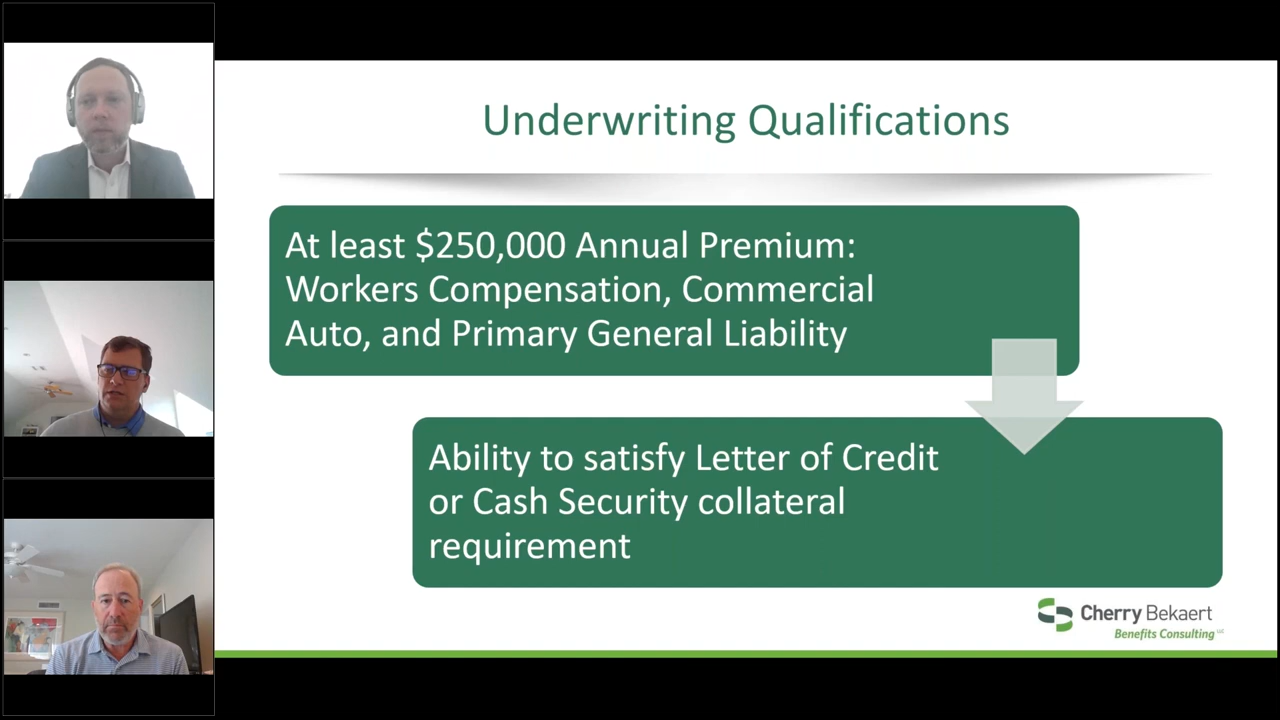 Underwriting Qualifications
At least $250,000 Annual Premium:
Workers Compensation, Commercial
Auto, and Primary General Liability
Ability to satisfy Letter of Credit
or Cash Security collateral
requirement
Cherry Bekaert
Benefits Consulting LLC